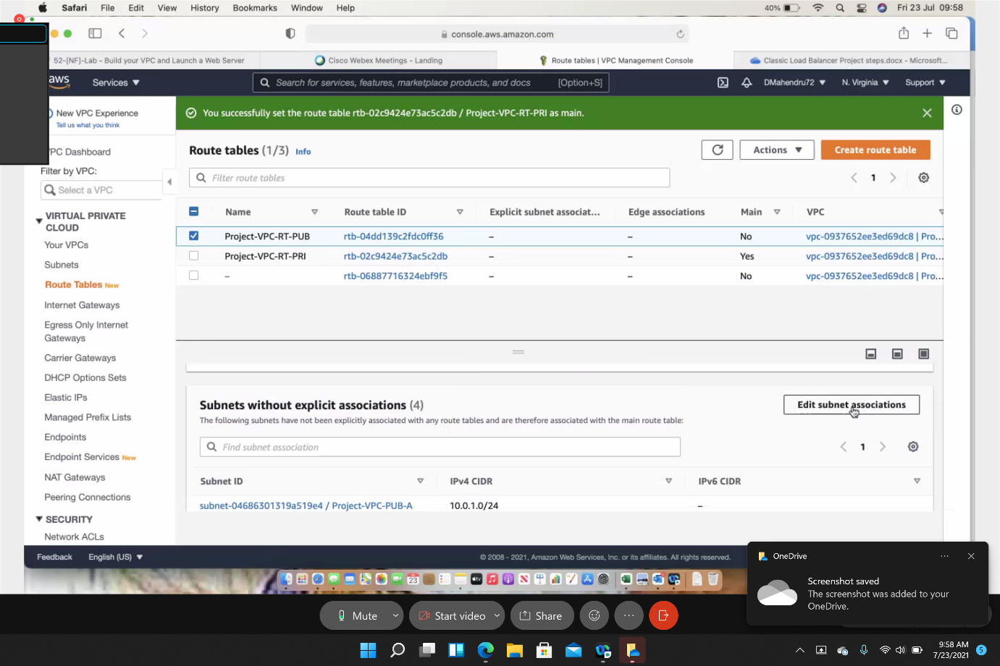 Safari File Edit View History Bookmarks Window Help
40% Fri 23 Jul 09:58
console.aws.amazon.com
52-[NF]-Lab - Build your VPC and Launch a Web Server
Cisco Webex Meetings - Landing
Route tables | VPC Management Console
Classic Load Balancer Project steps.docx - Microsoft...
aws
Services
Search for services, features, marketplace products, and docs [Option+S]
DMahendru72
N. Virginia
Support
New VPC Experience
Tell us what you think
You successfully set the route table rtb-02c9424e73ac5c2db / Project-VPC-RT-PRI as main.
VPC Dashboard
Filter by VPC:
Select a VPC
VIRTUAL PRIVATE
CLOUD
Your VPCs
Subnets
Route Tables New
Internet Gateways
Egress Only Internet
Gateways
Carrier Gateways
DHCP Options Sets
Elastic IPs
Managed Prefix Lists
Endpoints
Endpoint Services New
NAT Gateways
Peering Connections
SECURITY
Network ACLs
Route tables (1/3) Info
Actions
Create route table
Filter route tables
1
Name Route table ID Explicit subnet associat... Edge associations Main VPC
Project-VPC-RT-PUB rtb-04dd139c2fdc0ff36 – – No vpc-0937652ee3ed69dc8 | Pro...
Project-VPC-RT-PRI rtb-02c9424e73ac5c2db – – Yes vpc-0937652ee3ed69dc8 | Pro...
– rtb-06887716324ebf9f5 – – No vpc-0937652ee3ed69dc8 | Pro...
Subnets without explicit associations (4)
Edit subnet associations
The following subnets have not been explicitly associated with any route tables and are therefore associated with the main route table:
Find subnet association
1
Subnet ID IPv4 CIDR IPv6 CIDR
subnet-04686301319a519e4 / Project-VPC-PUB-A 10.0.1.0/24 –
Feedback English (US)
© 2008 - 2021, Amazon Web Services, Inc. or its affiliates. All rights reserved.
OneDrive
Screenshot saved
The screenshot was added to your
OneDrive.
23
tv
Mute
Start video
Share
9:58 AM
7/23/2021
5